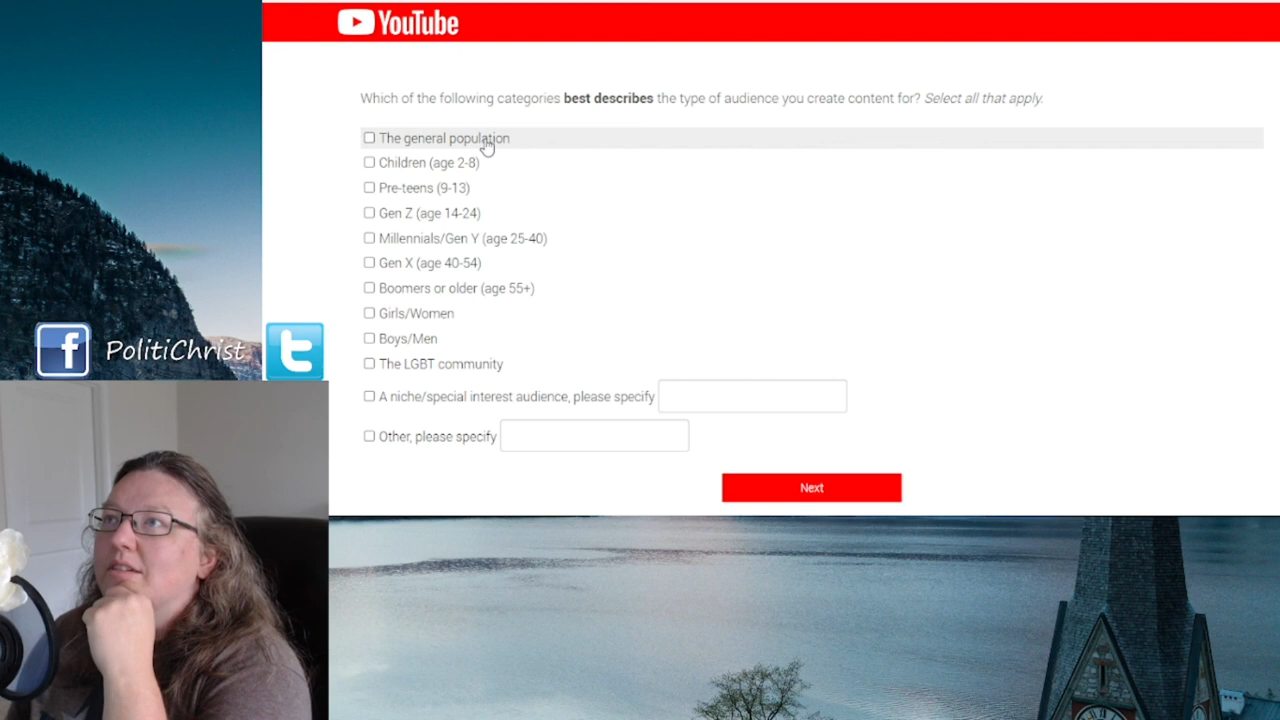 YouTube
Which of the following categories best describes the type of audience you create content for? Select all that apply.
The general population
Children (age 2-8)
Pre-teens (9-13)
Gen Z (age 14-24)
Millennials/Gen Y (age 25-40)
Gen X (age 40-54)
Boomers or older (age 55+)
Girls/Women
Boys/Men
The LGBT community
A niche/special interest audience, please specify
Other, please specify
Next
f PolitiChrist t